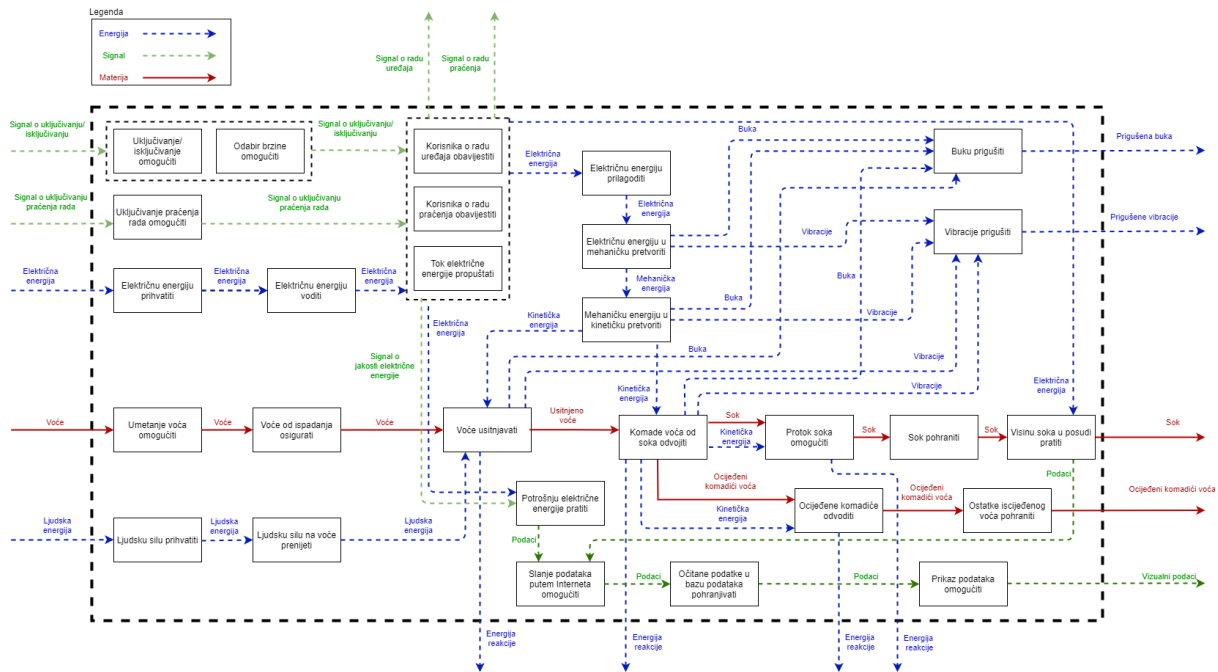 Legenda
Energija
Signal
Materija
Signal o radu
uređaja
Signal o radu
praćenja
Signal o uključivanju/
isključivanju
Uključivanje/
isključivanje
omogućiti
Odabir brzine
omogućiti
Signal o uključivanju/
isključivanju
Korisnika o radu
uređaja obavijestiti
Električna
energija
Električnu energiju
prilagoditi
Buka
Buku prigušiti
Prigušena buka
Signal o uključivanju
praćenja rada
Uključivanje praćenja
rada omogućiti
Signal o uključivanju
praćenja rada
Korisnika o radu
praćenja obavijestiti
Električna
energija
Električnu energiju u
mehaničku pretvoriti
Vibracije
Buka
Vibracije prigušiti
Prigušene vibracije
Električna
energija
Električnu energiju
prihvatiti
Električna
energija
Električnu energiju
voditi
Električna
energija
Tok električne
energije propuštati
Mehanička
energija
Buka
Buka
Električna
energija
Kinetička
energija
Mehaničku energiju u
kinetičku pretvoriti
Vibracije
Signal o
jakosti električne
energije
Buka
Vibracije
Kinetička
energija
Vibracije
Električna
energija
Voće
Umetanje voća
omogućiti
Voće
Voće od ispadanja
osigurati
Voće
Voće usitnjavati
Usitnjeno
voće
Komade voća od
soka odvojiti
Sok
Kinetička
energija
Protok soka
omogućiti
Sok
Sok pohraniti
Sok
Visinu soka u posudi
pratiti
Sok
Podaci
Ocijeđeni
komadići voća
Kinetička
energija
Ocijeđene komadiće
odvoditi
Ocijeđeni
komadići voća
Ostatke iscijeđenog
voća pohraniti
Ocijeđeni komadići voća
Potrošnju električne
energije pratiti
Ljudska
energija
Ljudsku silu prihvatiti
Ljudska
energija
Ljudsku silu na voće
prenijeti
Ljudska
energija
Podaci
Slanje podataka
putem Interneta
omogućiti
Podaci
Očitane podatke u
bazu podataka
pohranjivati
Podaci
Prikaz podataka
omogućiti
Vizualni podaci
Energija
reakcije
Energija
reakcije
Energija
reakcije
Energija
reakcije